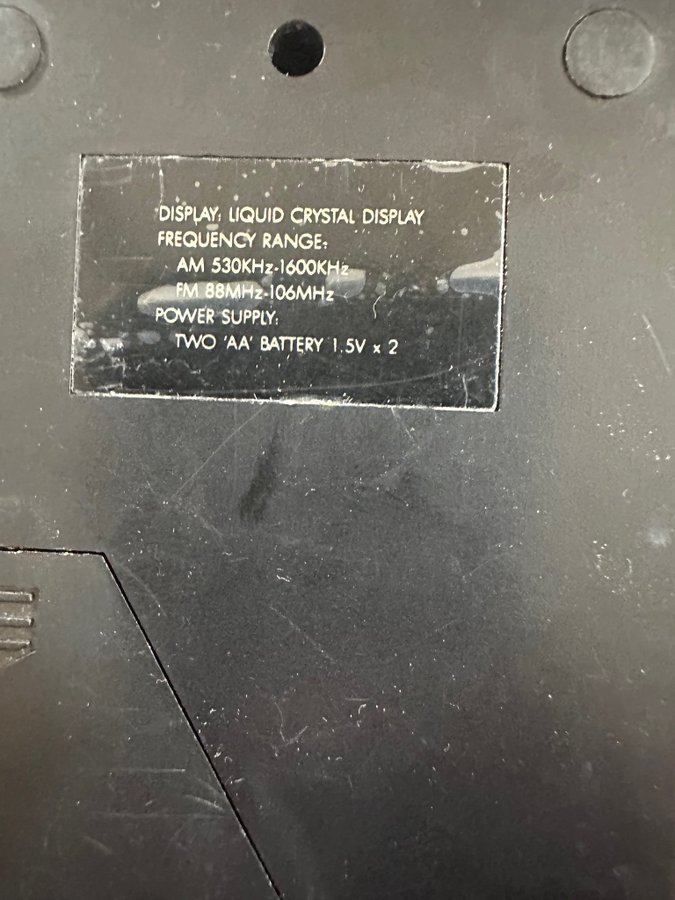 DISPLAY: LIQUID CRYSTAL DISPLAY
FREQUENCY RANGE:
AM 530KHz-1600KHz
FM 88MHz-106MHz
POWER SUPPLY:
TWO 'AA' BATTERY 1.5V x 2